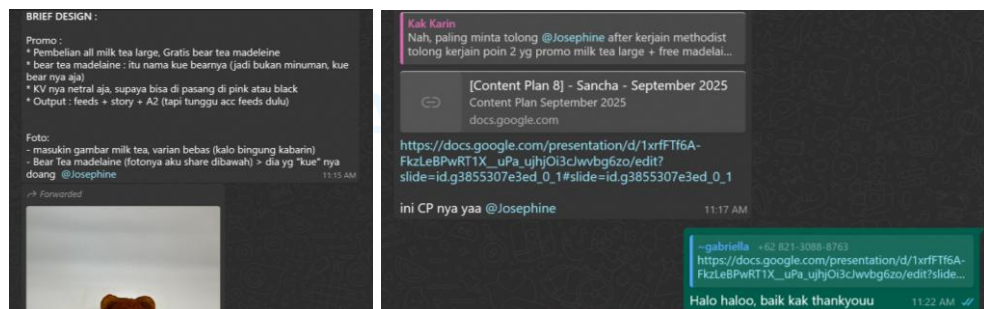 BRIEF DESIGN :
Promo :
* Pembelian all milk tea large, Gratis bear tea madeleine
* bear tea madelaine : itu nama kue bearnya (jadi bukan minuman, kue
bear nya aja)
* KV nya netral aja, supaya bisa di pasang di pink atau black
* Output : feeds + story + A2 (tapi tunggu acc feeds dulu)
Foto:
- masukin gambar milk tea, varian bebas (kalo bingung kabarin)
- Bear Tea madelaine (fotonya aku share dibawah) > dia yg "kue" nya
doang @Josephine
11:15 AM
Forwarded
Kak Karin
Nah, paling minta tolong @Josephine after kerjain methodist
tolong kerjain poin 2 yg promo milk tea large + free madelai...
[Content Plan 8] - Sancha - September 2025
Content Plan September 2025
docs.google.com
https://docs.google.com/presentation/d/1xrfFTf6A-
FkzLeBPwRT1X__uPa_ujhjOi3cJwvbg6zo/edit?
slide=id.g3855307e3ed_0_1#slide=id.g3855307e3ed_0_1
ini CP nya yaa @Josephine
11:17 AM
~gabriella +62 821-3088-8763
https://docs.google.com/presentation/d/1xrfFTf6A-
FkzLeBPwRT1X__uPa_ujhjOi3cJwvbg6zo/edit?slide...
Halo haloo, baik kak thankyouu
11:22 AM